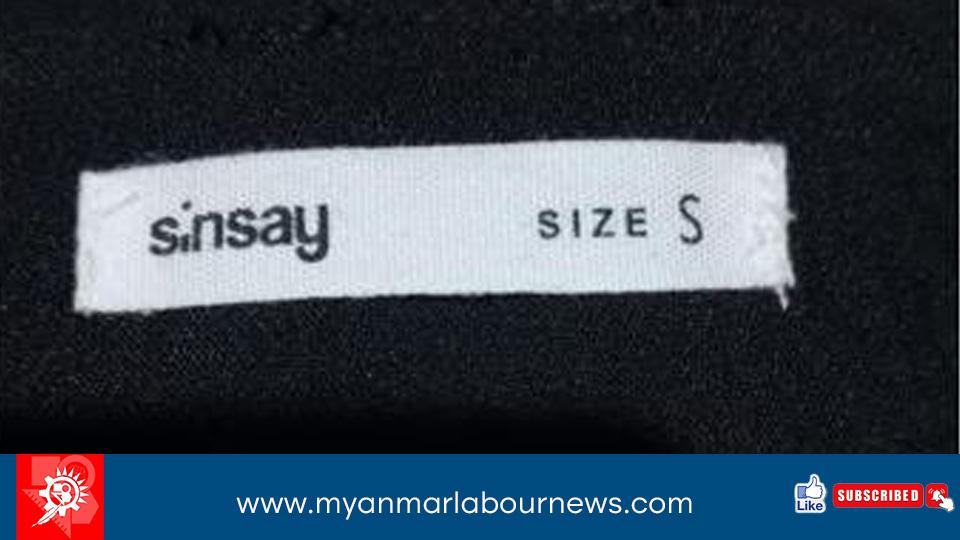 sinsay SIZE S
www.myanmarlabournews.com
Like SUBSCRIBED